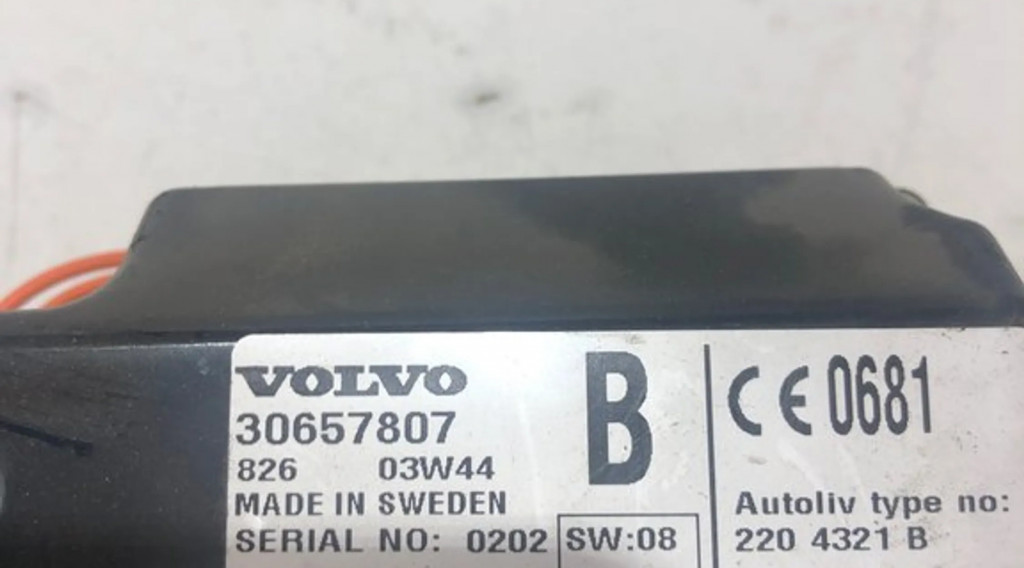 VOLVO
30657807
826 03W44
MADE IN SWEDEN
SERIAL NO: 0202 SW:08
B
CE 0681
Autoliv type no:
220 4321 B